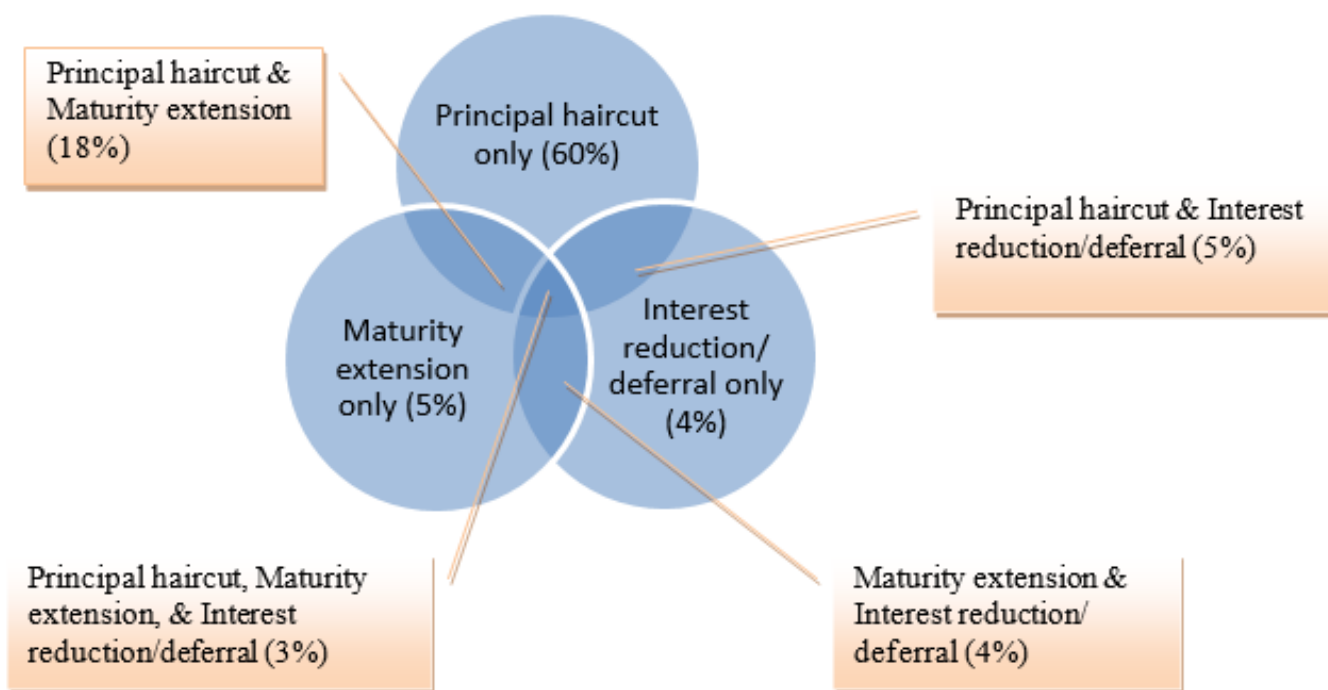 Principal haircut &
Maturity extension
(18%)
Principal haircut
only (60%)
Principal haircut & Interest
reduction/deferral (5%)
Maturity
extension
only (5%)
Interest
reduction/
deferral only
(4%)
Principal haircut, Maturity
extension, & Interest
reduction/deferral (3%)
Maturity extension &
Interest reduction/
deferral (4%)